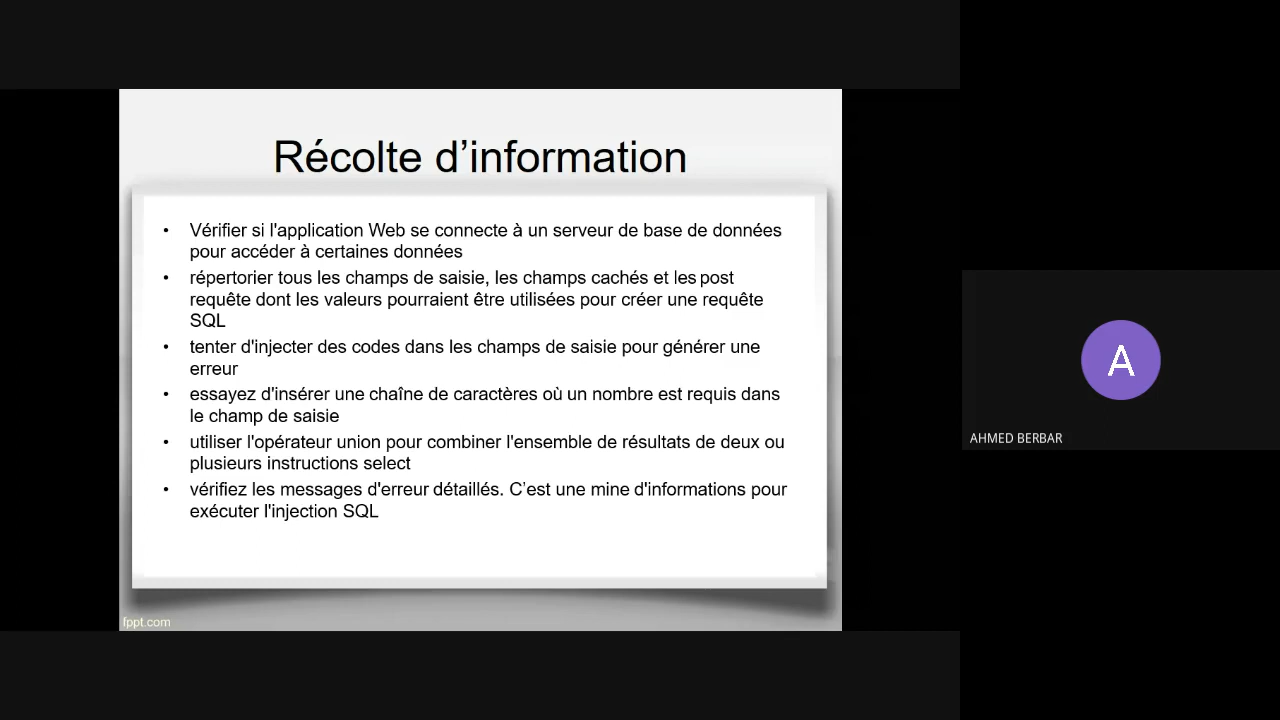 Récolte d’information
• Vérifier si l'application Web se connecte à un serveur de base de données
pour accéder à certaines données
• répertorier tous les champs de saisie, les champs cachés et les post
requête dont les valeurs pourraient être utilisées pour créer une requête
SQL
• tenter d'injecter des codes dans les champs de saisie pour générer une
erreur
• essayez d'insérer une chaîne de caractères où un nombre est requis dans
le champ de saisie
• utiliser l'opérateur union pour combiner l'ensemble de résultats de deux ou
plusieurs instructions select
• vérifiez les messages d'erreur détaillés. C’est une mine d'informations pour
exécuter l'injection SQL
fppt.com
A
AHMED BERBAR